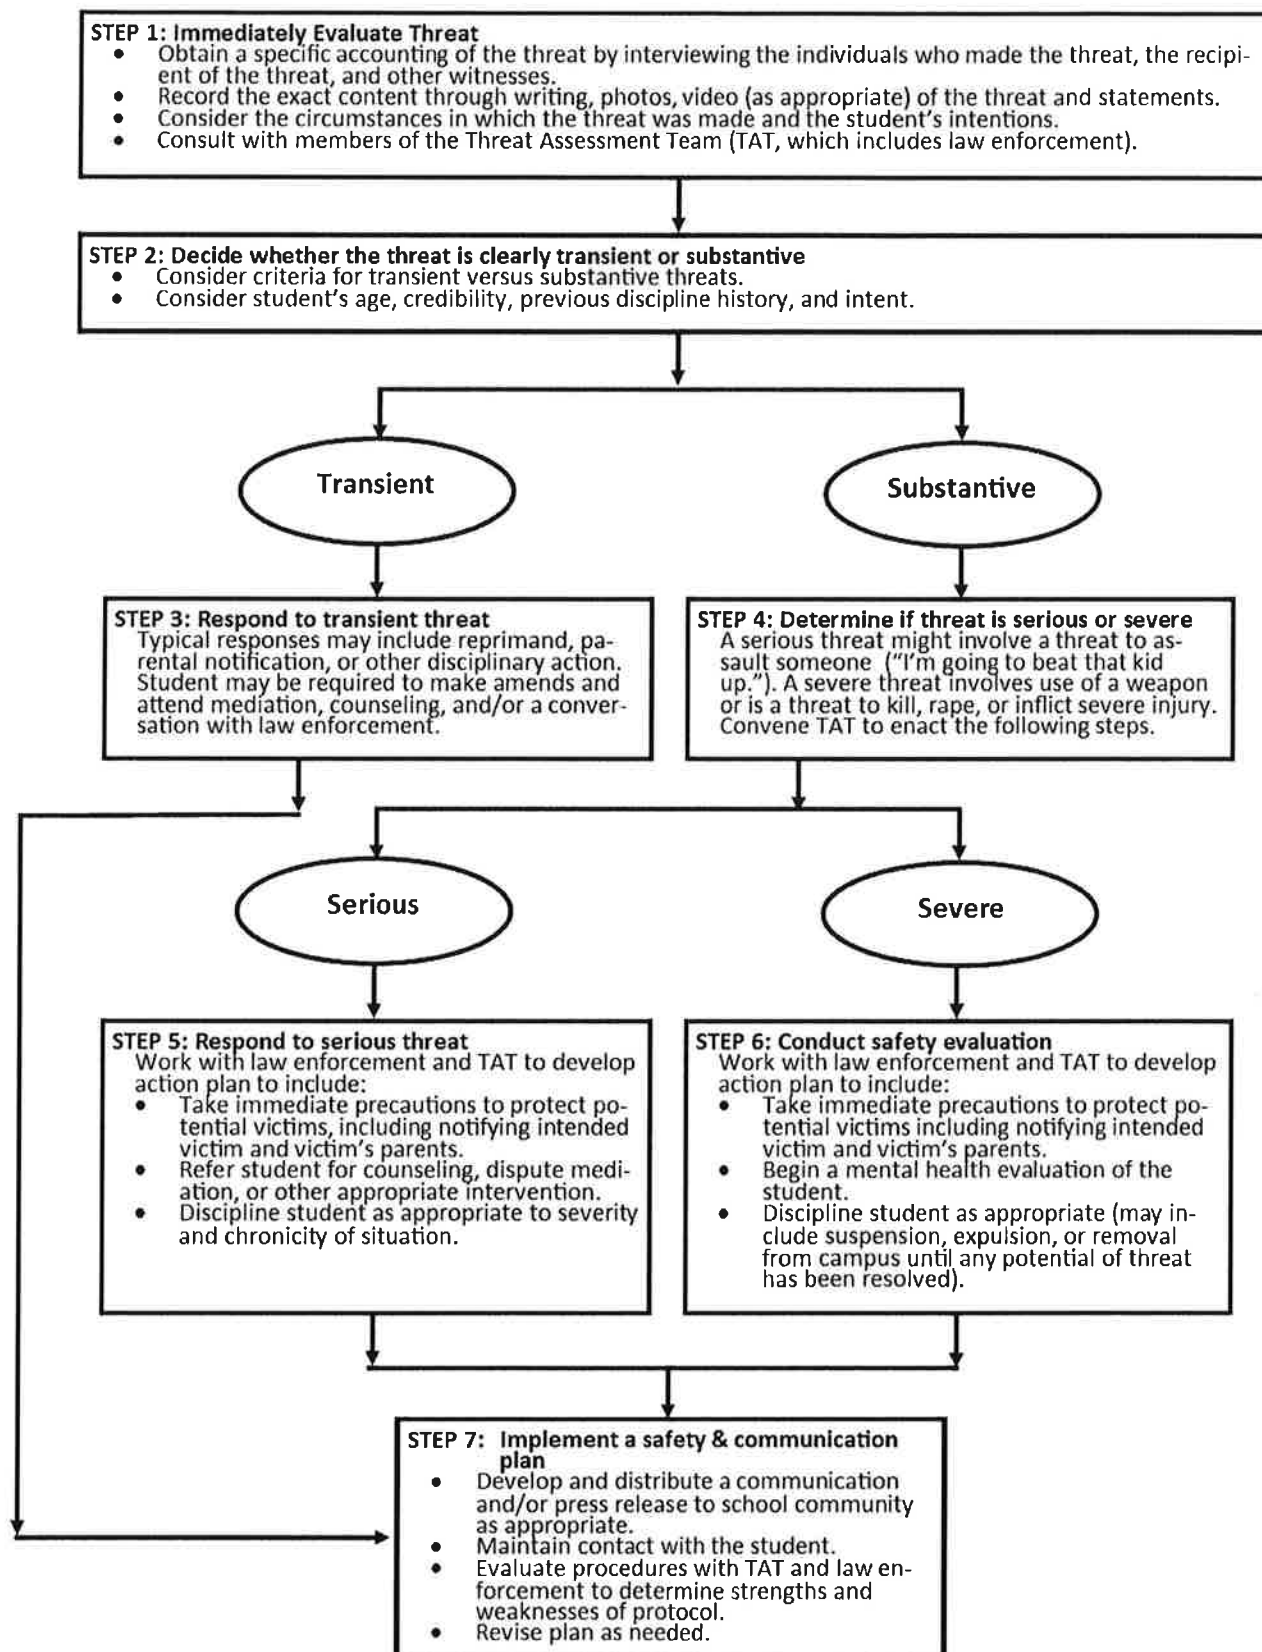 STEP 1: Immediately Evaluate Threat
• Obtain a specific accounting of the threat by interviewing the individuals who made the threat, the recipi-
ent of the threat, and other witnesses.
• Record the exact content through writing, photos, video (as appropriate) of the threat and statements.
• Consider the circumstances in which the threat was made and the student's intentions.
• Consult with members of the Threat Assessment Team (TAT, which includes law enforcement).
STEP 2: Decide whether the threat is clearly transient or substantive
• Consider criteria for transient versus substantive threats.
• Consider student's age, credibility, previous discipline history, and intent.
Transient
Substantive
STEP 3: Respond to transient threat
Typical responses may include reprimand, pa-
rental notification, or other disciplinary action.
Student may be required to make amends and
attend mediation, counseling, and/or a conver-
sation with law enforcement.
STEP 4: Determine if threat is serious or severe
A serious threat might involve a threat to as-
sault someone ("I'm going to beat that kid
up."). A severe threat involves use of a weapon
or is a threat to kill, rape, or inflict severe injury.
Convene TAT to enact the following steps.
Serious
Severe
STEP 5: Respond to serious threat
Work with law enforcement and TAT to develop
action plan to include:
• Take immediate precautions to protect po-
tential victims, including notifying intended
victim and victim's parents.
• Refer student for counseling, dispute medi-
ation, or other appropriate intervention.
• Discipline student as appropriate to severity
and chronicity of situation.
STEP 6: Conduct safety evaluation
Work with law enforcement and TAT to develop
action plan to include:
• Take immediate precautions to protect po-
tential victims including notifying intended
victim and victim's parents.
• Begin a mental health evaluation of the
student.
• Discipline student as appropriate (may in-
clude suspension, expulsion, or removal
from campus until any potential of threat
has been resolved).
STEP 7: Implement a safety & communication
plan
• Develop and distribute a communication
and/or press release to school community
as appropriate.
• Maintain contact with the student.
• Evaluate procedures with TAT and law en-
forcement to determine strengths and
weaknesses of protocol.
• Revise plan as needed.